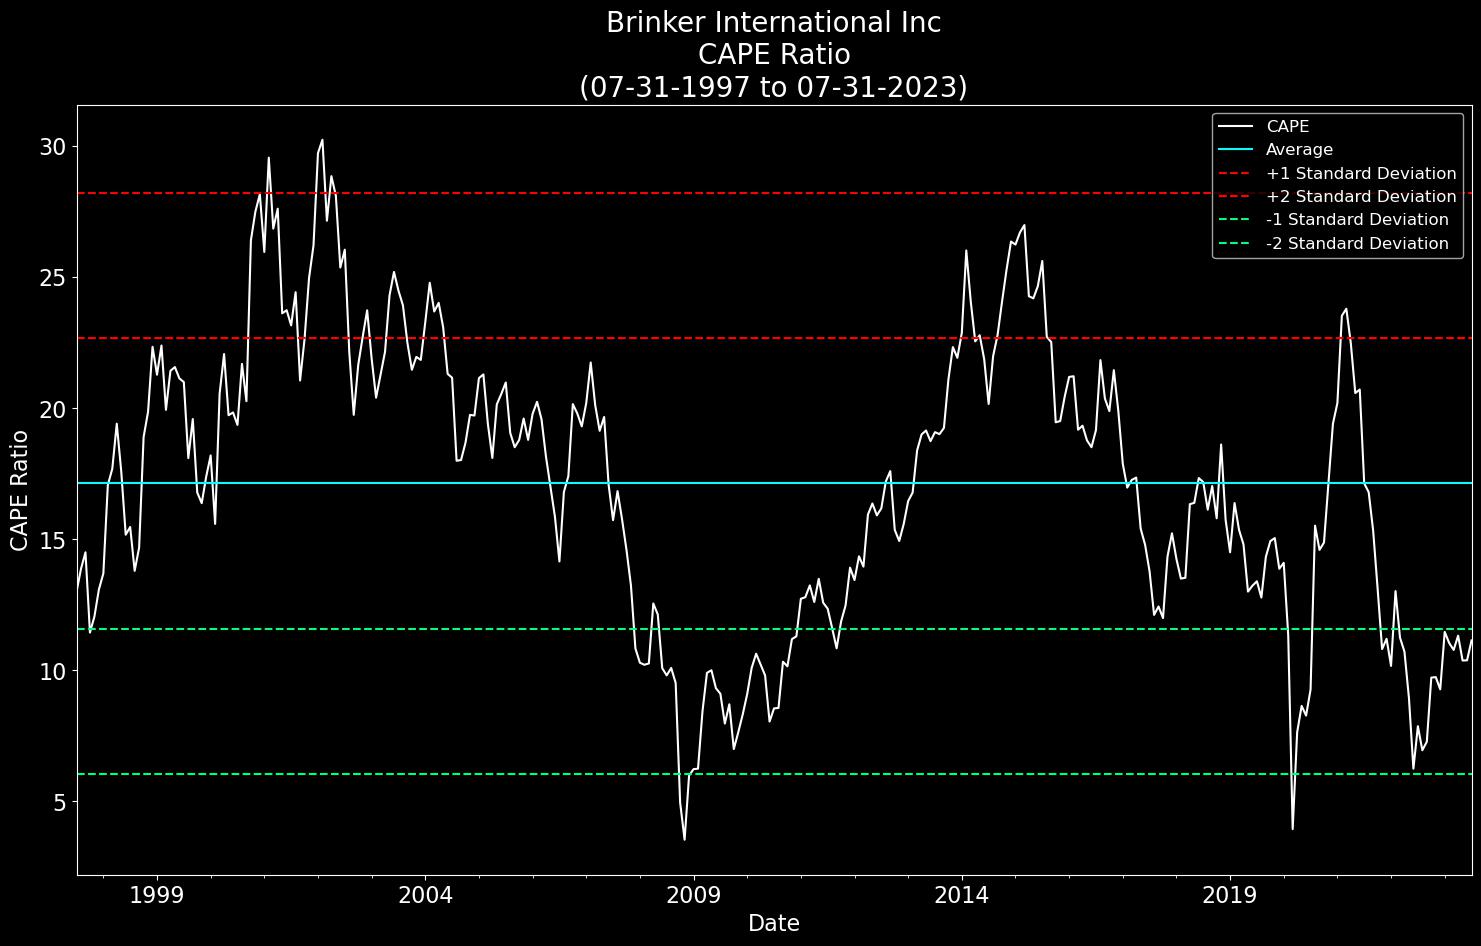 Brinker International Inc
CAPE Ratio
(07-31-1997 to 07-31-2023)
CAPE
Average
+1 Standard Deviation
+2 Standard Deviation
-1 Standard Deviation
-2 Standard Deviation
CAPE Ratio
30
25
20
15
10
5
1999
2004
2009
2014
2019
Date